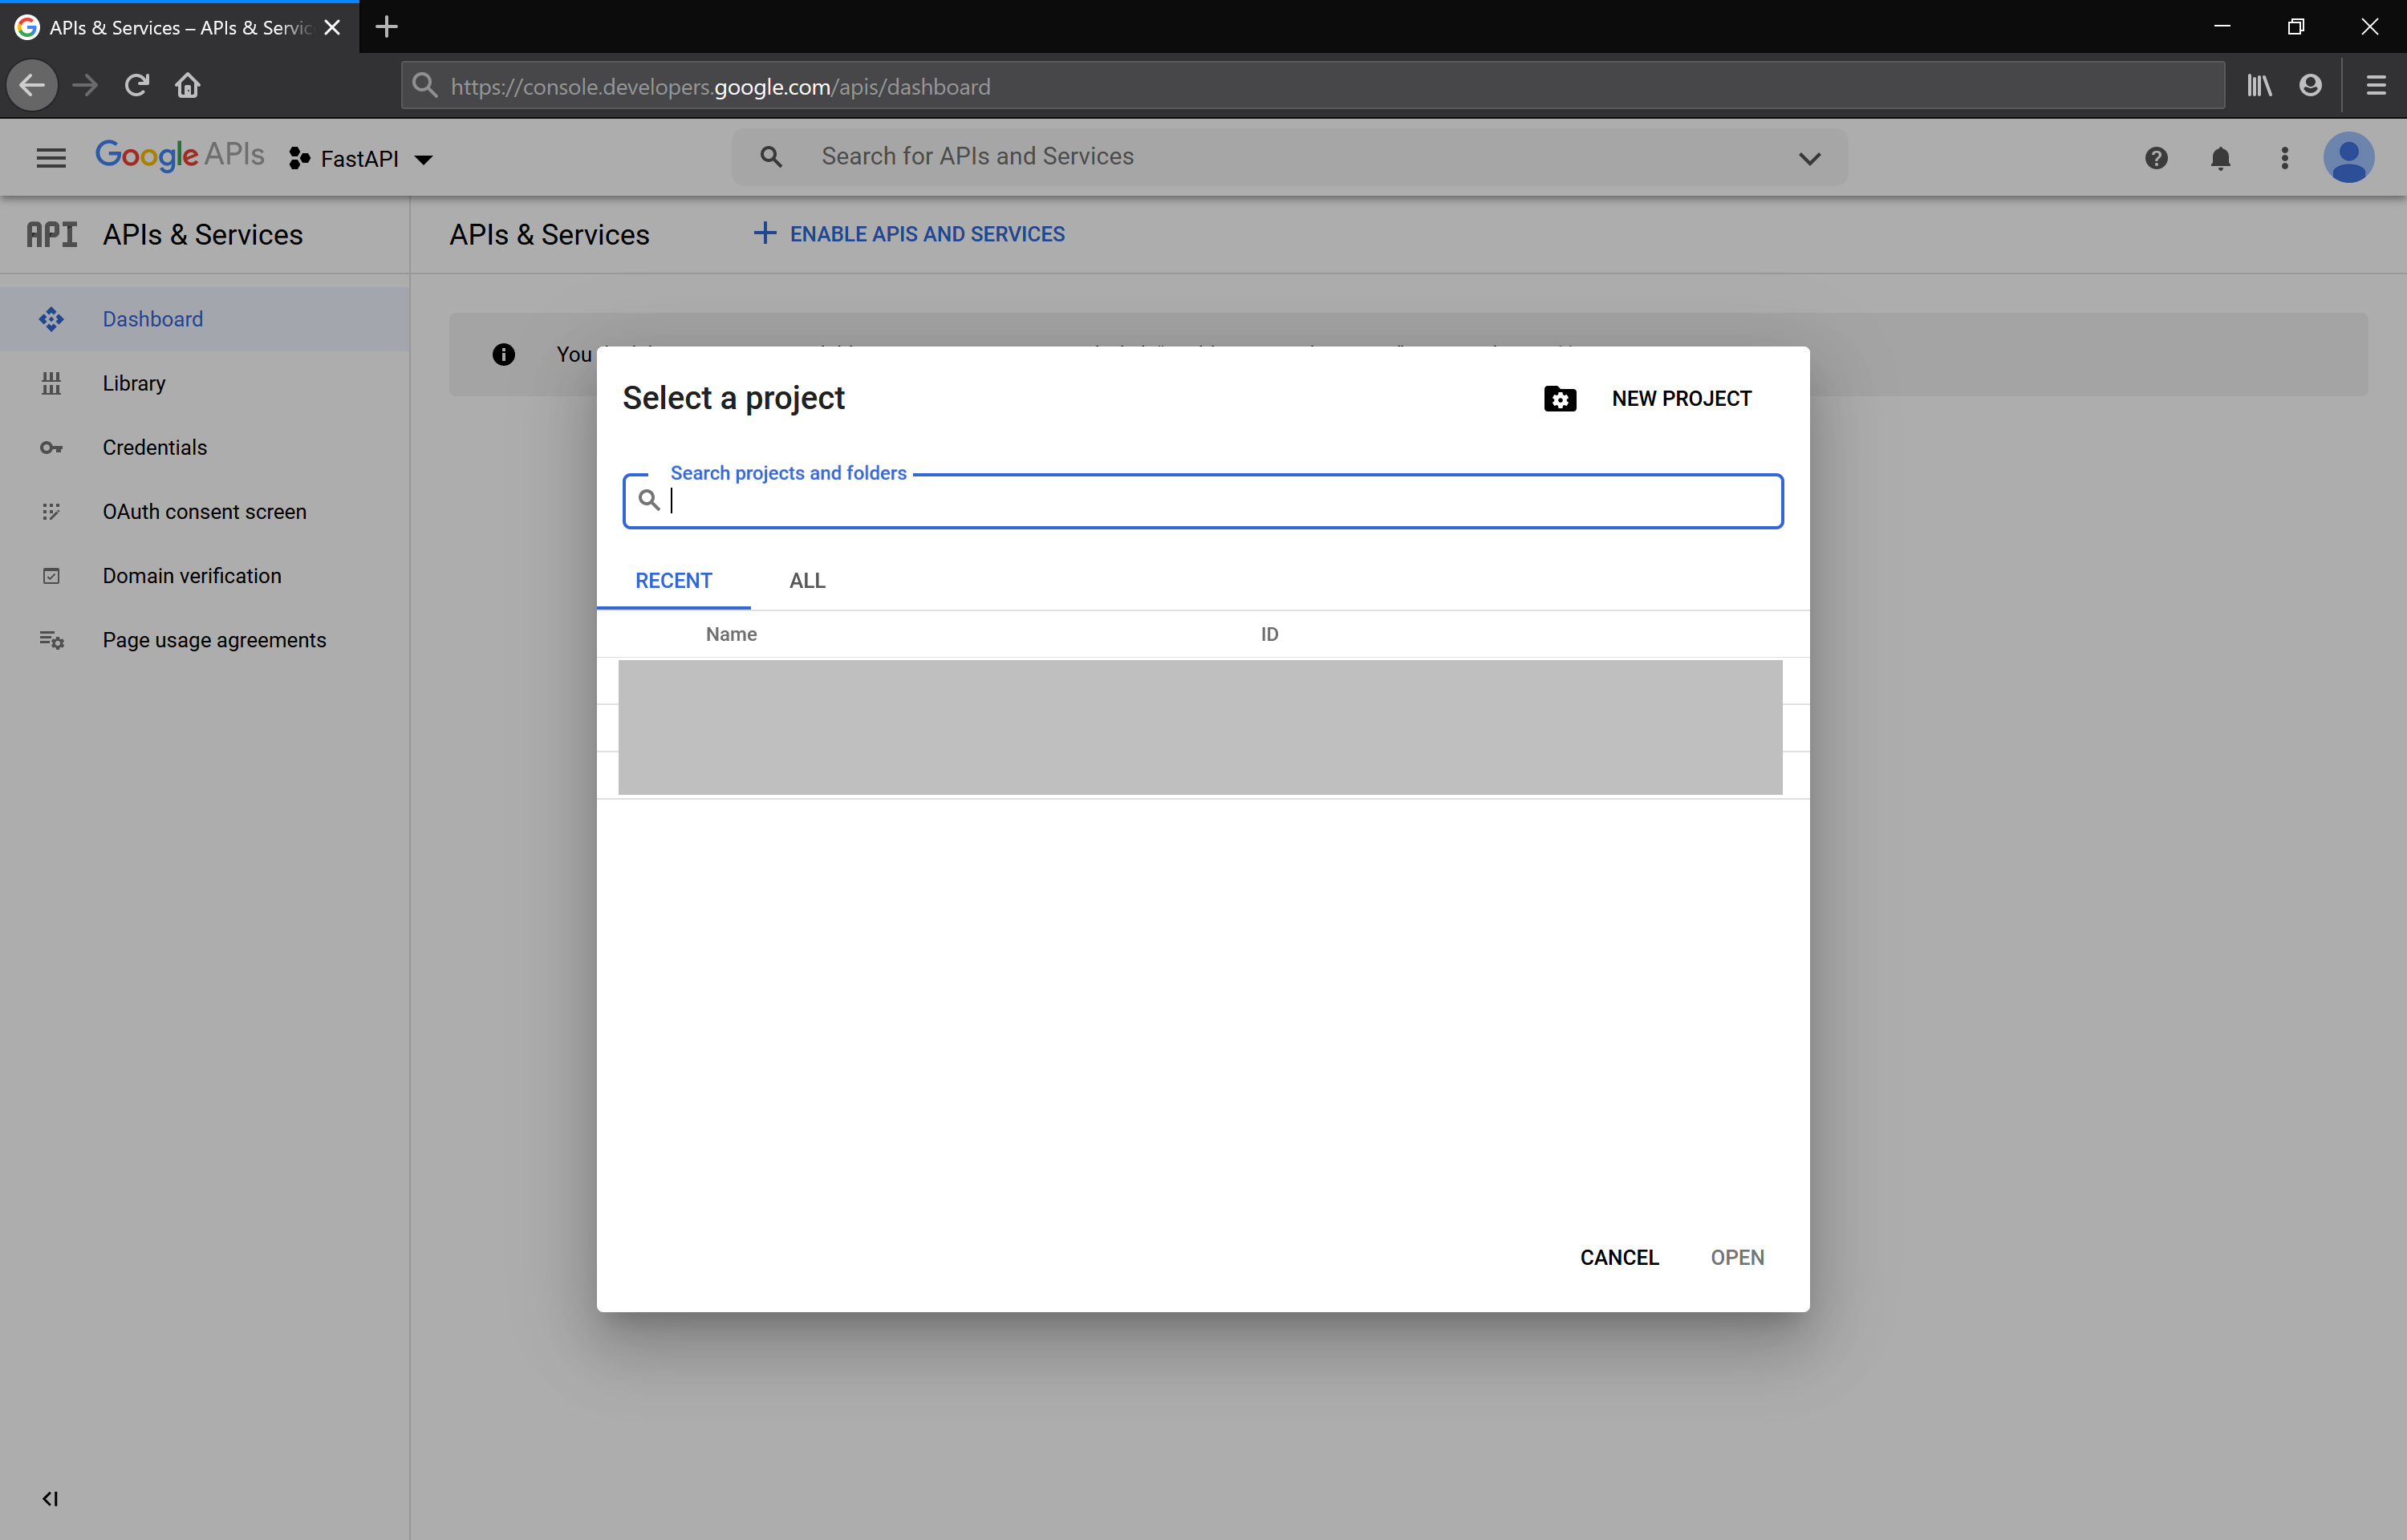 APIs & Services – APIs & Servic
https://console.developers.google.com/apis/dashboard
Google APIs
FastAPI
Search for APIs and Services
API APIs & Services
APIs & Services
ENABLE APIS AND SERVICES
Dashboard
Library
Credentials
OAuth consent screen
Domain verification
Page usage agreements
You
Select a project
NEW PROJECT
Search projects and folders
RECENT
ALL
Name
ID
CANCEL
OPEN